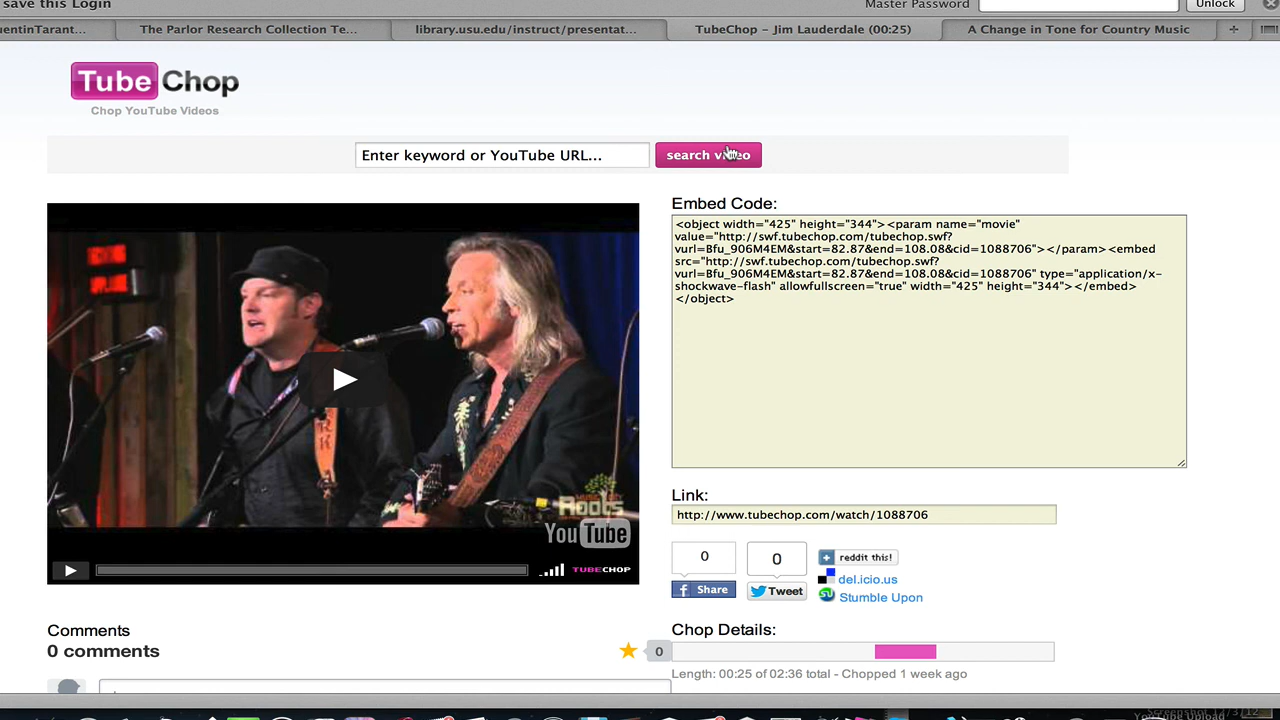 save this Login
Master Password
Unlock
uentinTarant...
The Parlor Research Collection Te...
library.usu.edu/instruct/presentat...
TubeChop – Jim Lauderdale (00:25)
A Change in Tone for Country Music
Tube Chop
Chop YouTube Videos
Enter keyword or YouTube URL...
search video
Embed Code:
<object width="425" height="344"><param name="movie"
value="http://swf.tubechop.com/tubechop.swf?
vurl=Bfu_906M4EM&start=82.87&end=108.08&cid=1088706"></param><embed
src="http://swf.tubechop.com/tubechop.swf?
vurl=Bfu_906M4EM&start=82.87&end=108.08&cid=1088706" type="application/x-
shockwave-flash" allowfullscreen="true" width="425" height="344"></embed>
</object>
Roots
YouTube
TUBECHOP
Link:
http://www.tubechop.com/watch/1088706
0
0
reddit this!
f Share
Tweet
del.icio.us
Stumble Upon
Comments
0 comments
0
Chop Details:
Length: 00:25 of 02:36 total - Chopped 1 week ago
YouTube Upload